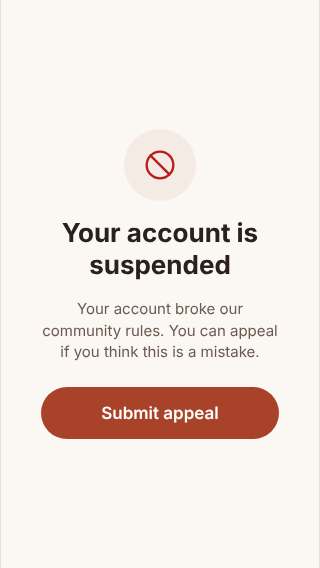 Your account is
suspended
Your account broke our
community rules. You can appeal
if you think this is a mistake.
Submit appeal